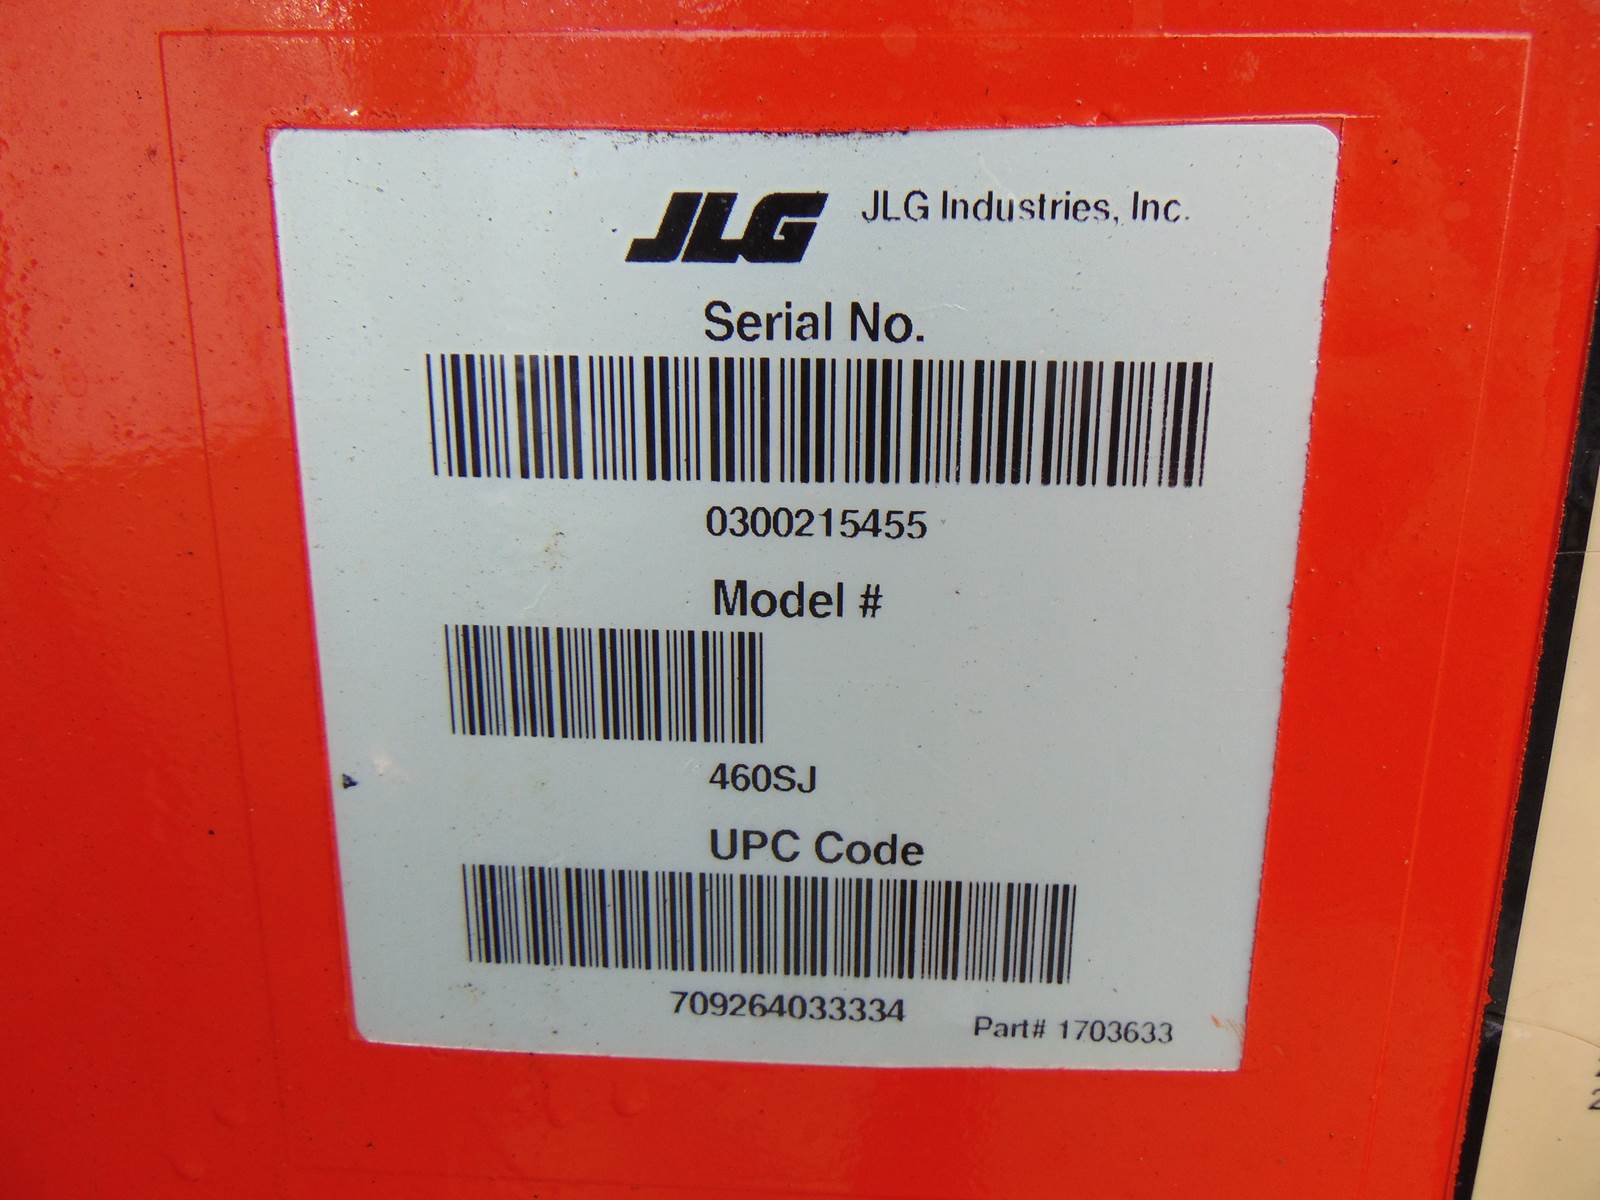 JLG JLG Industries, Inc.
Serial No.
0300215455
Model #
460SJ
UPC Code
709264033334
Part# 1703633